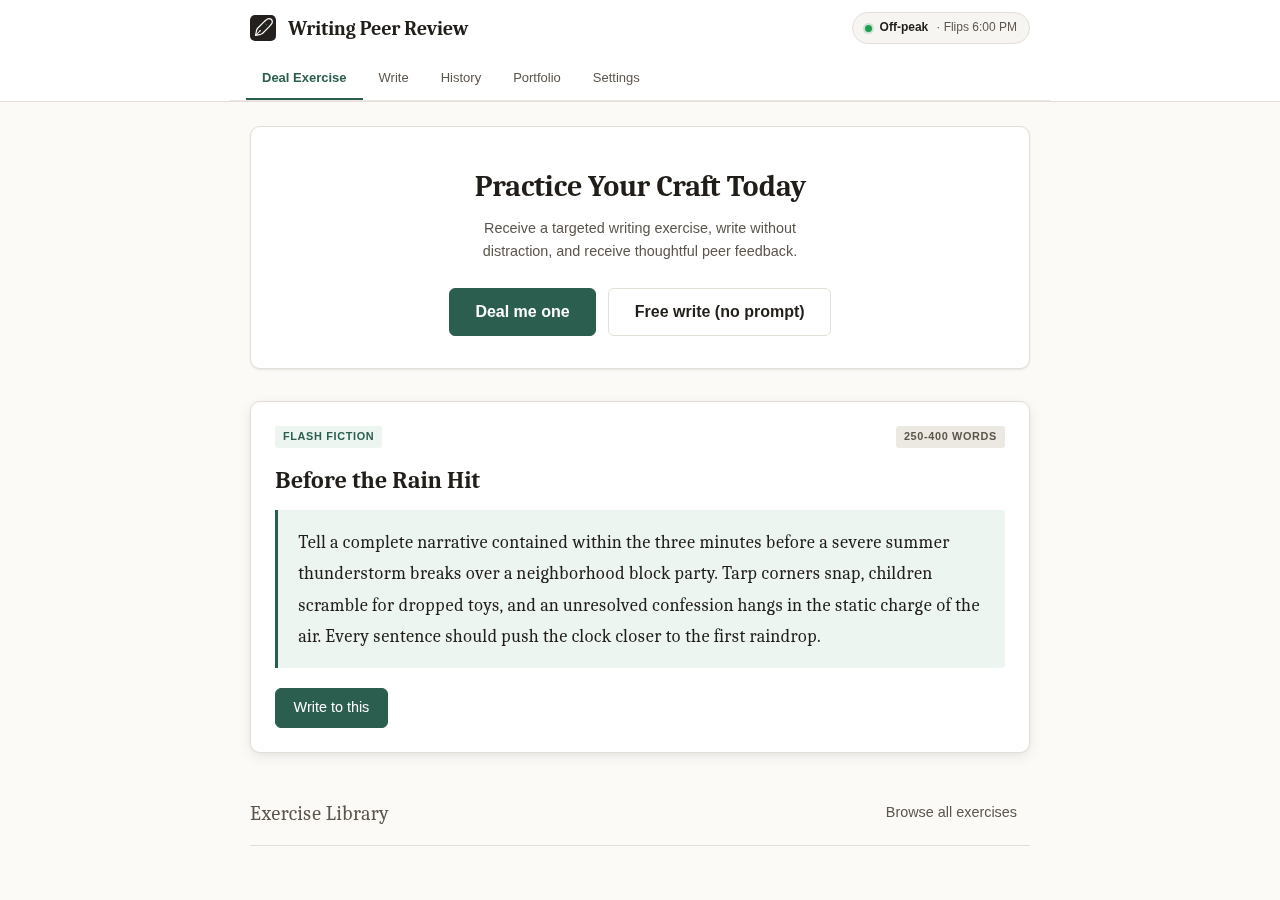 Writing Peer Review
Off-peak · Flips 6:00 PM
Deal Exercise Write History Portfolio Settings
Practice Your Craft Today
Receive a targeted writing exercise, write without
distraction, and receive thoughtful peer feedback.
Deal me one Free write (no prompt)
FLASH FICTION 250-400 WORDS
Before the Rain Hit
Tell a complete narrative contained within the three minutes before a severe summer
thunderstorm breaks over a neighborhood block party. Tarp corners snap, children
scramble for dropped toys, and an unresolved confession hangs in the static charge of the
air. Every sentence should push the clock closer to the first raindrop.
Write to this
Exercise Library Browse all exercises